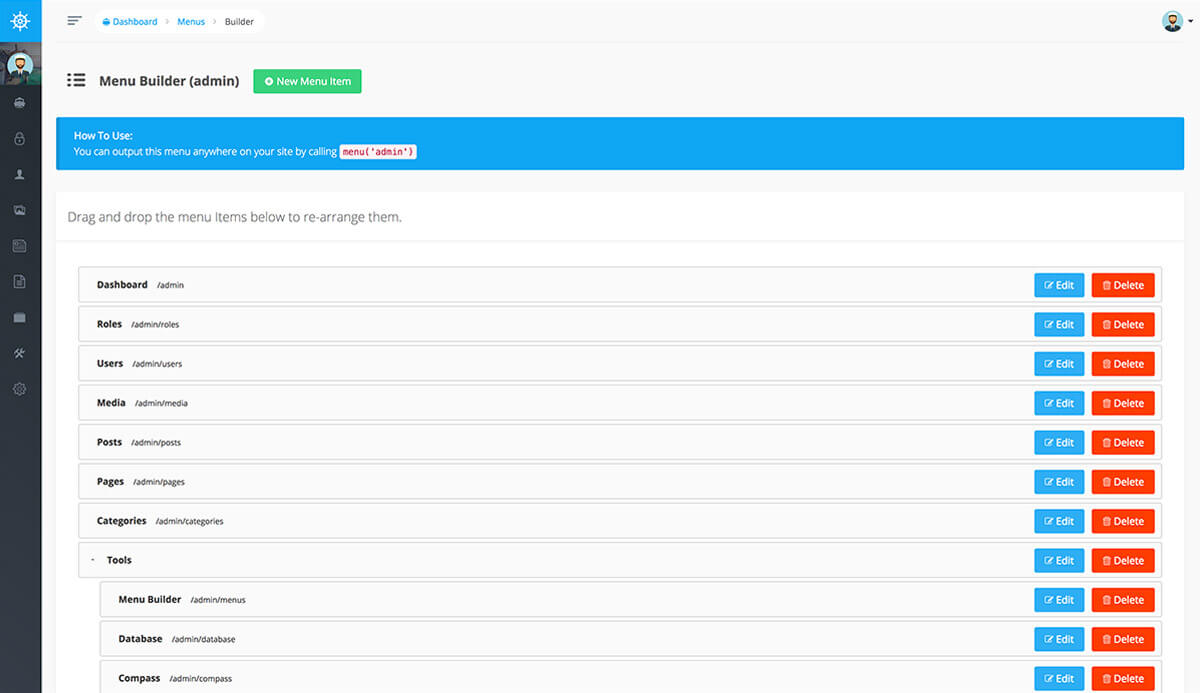 Dashboard > Menus > Builder
Menu Builder (admin) New Menu Item
How To Use:
You can output this menu anywhere on your site by calling menu('admin')
Drag and drop the menu Items below to re-arrange them.
Dashboard /admin Edit Delete
Roles /admin/roles Edit Delete
Users /admin/users Edit Delete
Media /admin/media Edit Delete
Posts /admin/posts Edit Delete
Pages /admin/pages Edit Delete
Categories /admin/categories Edit Delete
- Tools Edit Delete
Menu Builder /admin/menus Edit Delete
Database /admin/database Edit Delete
Compass /admin/compass Edit Delete